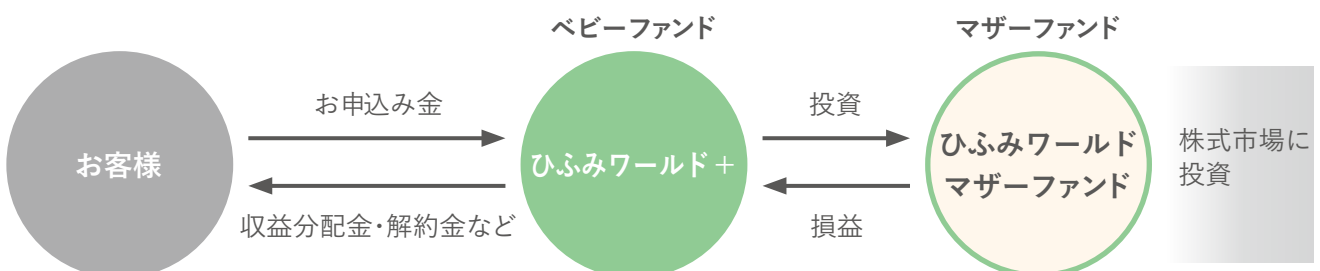 ベビーファンド
マザーファンド
お客様
お申込み金
収益分配金・解約金など
ひふみワールド＋
投資
損益
ひふみワールド
マザーファンド
株式市場に
投資